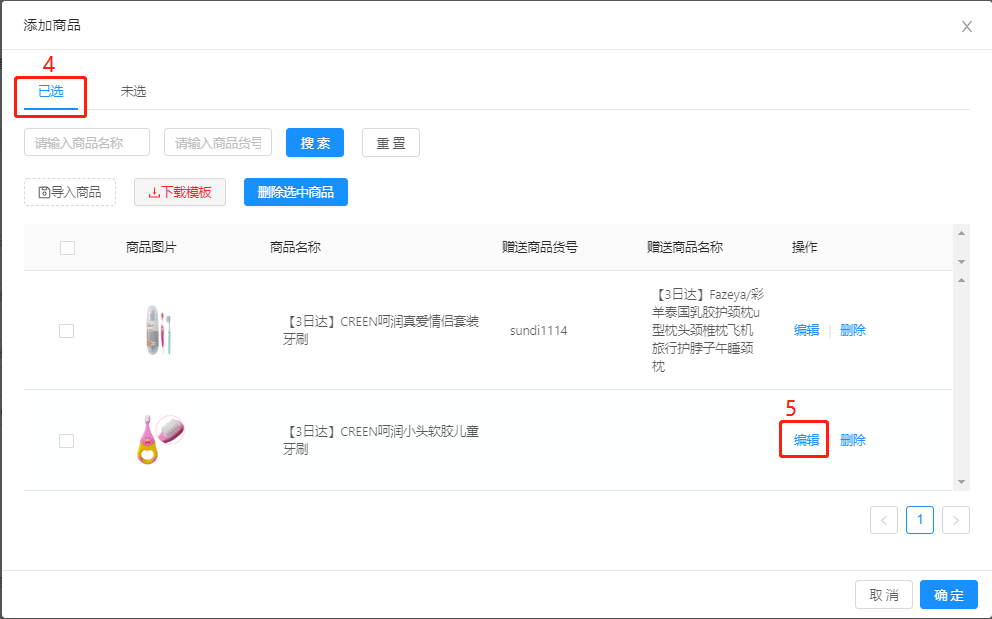 添加商品
4
已选
未选
请输入商品名称
请输入商品货号
搜 索
重 置
导入商品
下载模板
删除选中商品
商品图片
商品名称
赠送商品货号
赠送商品名称
操作
【3日达】CREEN呵润真爱情侣套装
牙刷
sundi1114
【3日达】Fazeya/彩
羊泰国乳胶护颈枕u
型枕头颈椎枕飞机
旅行护脖子午睡颈
枕
编辑
删除
5
【3日达】CREEN呵润小头软胶儿童
牙刷
编辑
删除
1
取 消
确 定